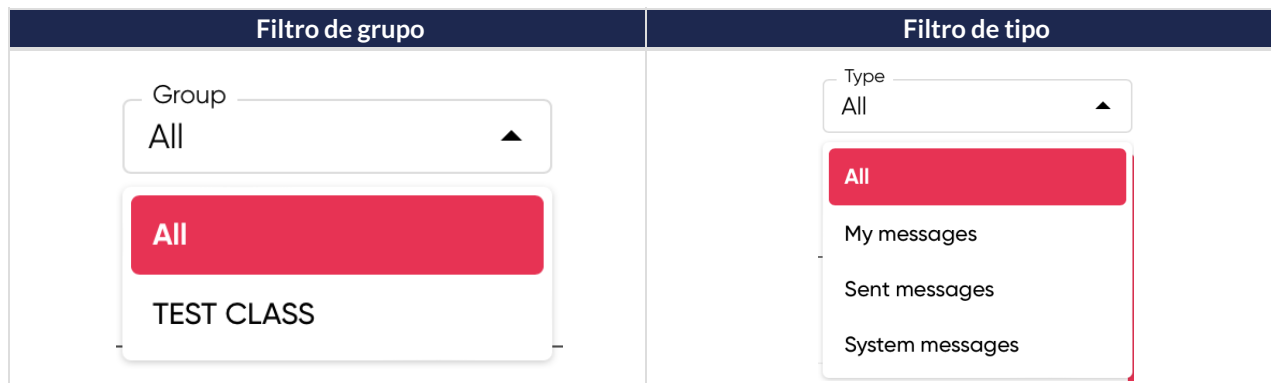 Filtro de grupo
Filtro de tipo
Group
All
All
TEST CLASS
Type
All
All
My messages
Sent messages
System messages